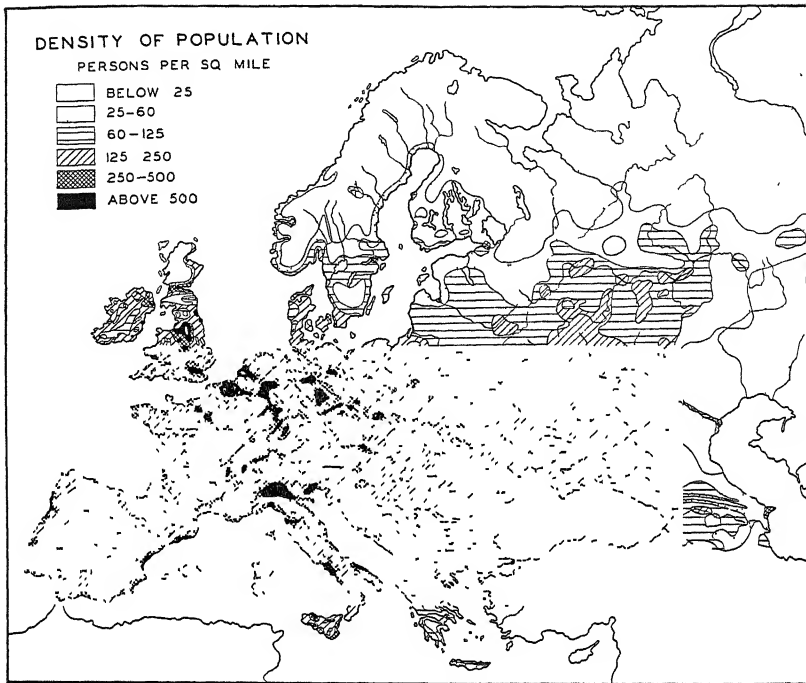 DENSITY OF POPULATION
PERSONS PER SQ MILE
BELOW 25
25-60
60-125
125 250
250-500
ABOVE 500